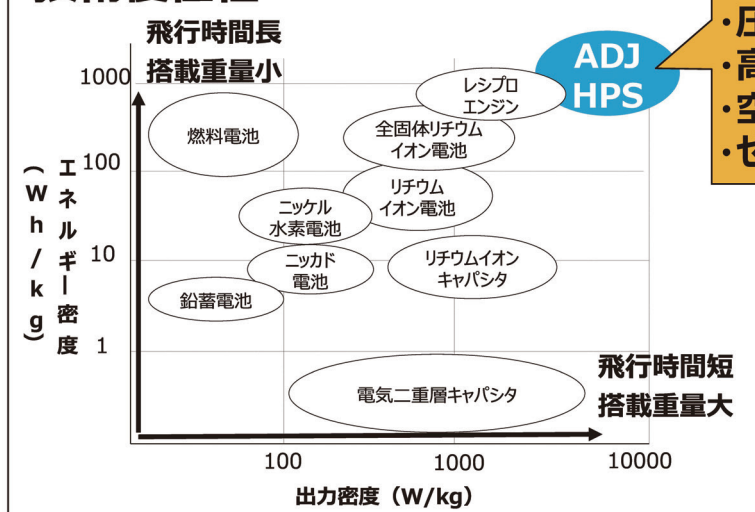 飛行時間長
搭載重量小
ADJ
HPS
・圧
・高
・空
・セ
1000
100
10
1
エネルギー密度
(Wh/kg)
レシプロ
エンジン
燃料電池
全固体リチウム
イオン電池
リチウム
イオン電池
ニッケル
水素電池
ニッカド
電池
リチウムイオン
キャパシタ
鉛蓄電池
電気二重層キャパシタ
飛行時間短
搭載重量大
100
1000
10000
出力密度（W/kg）